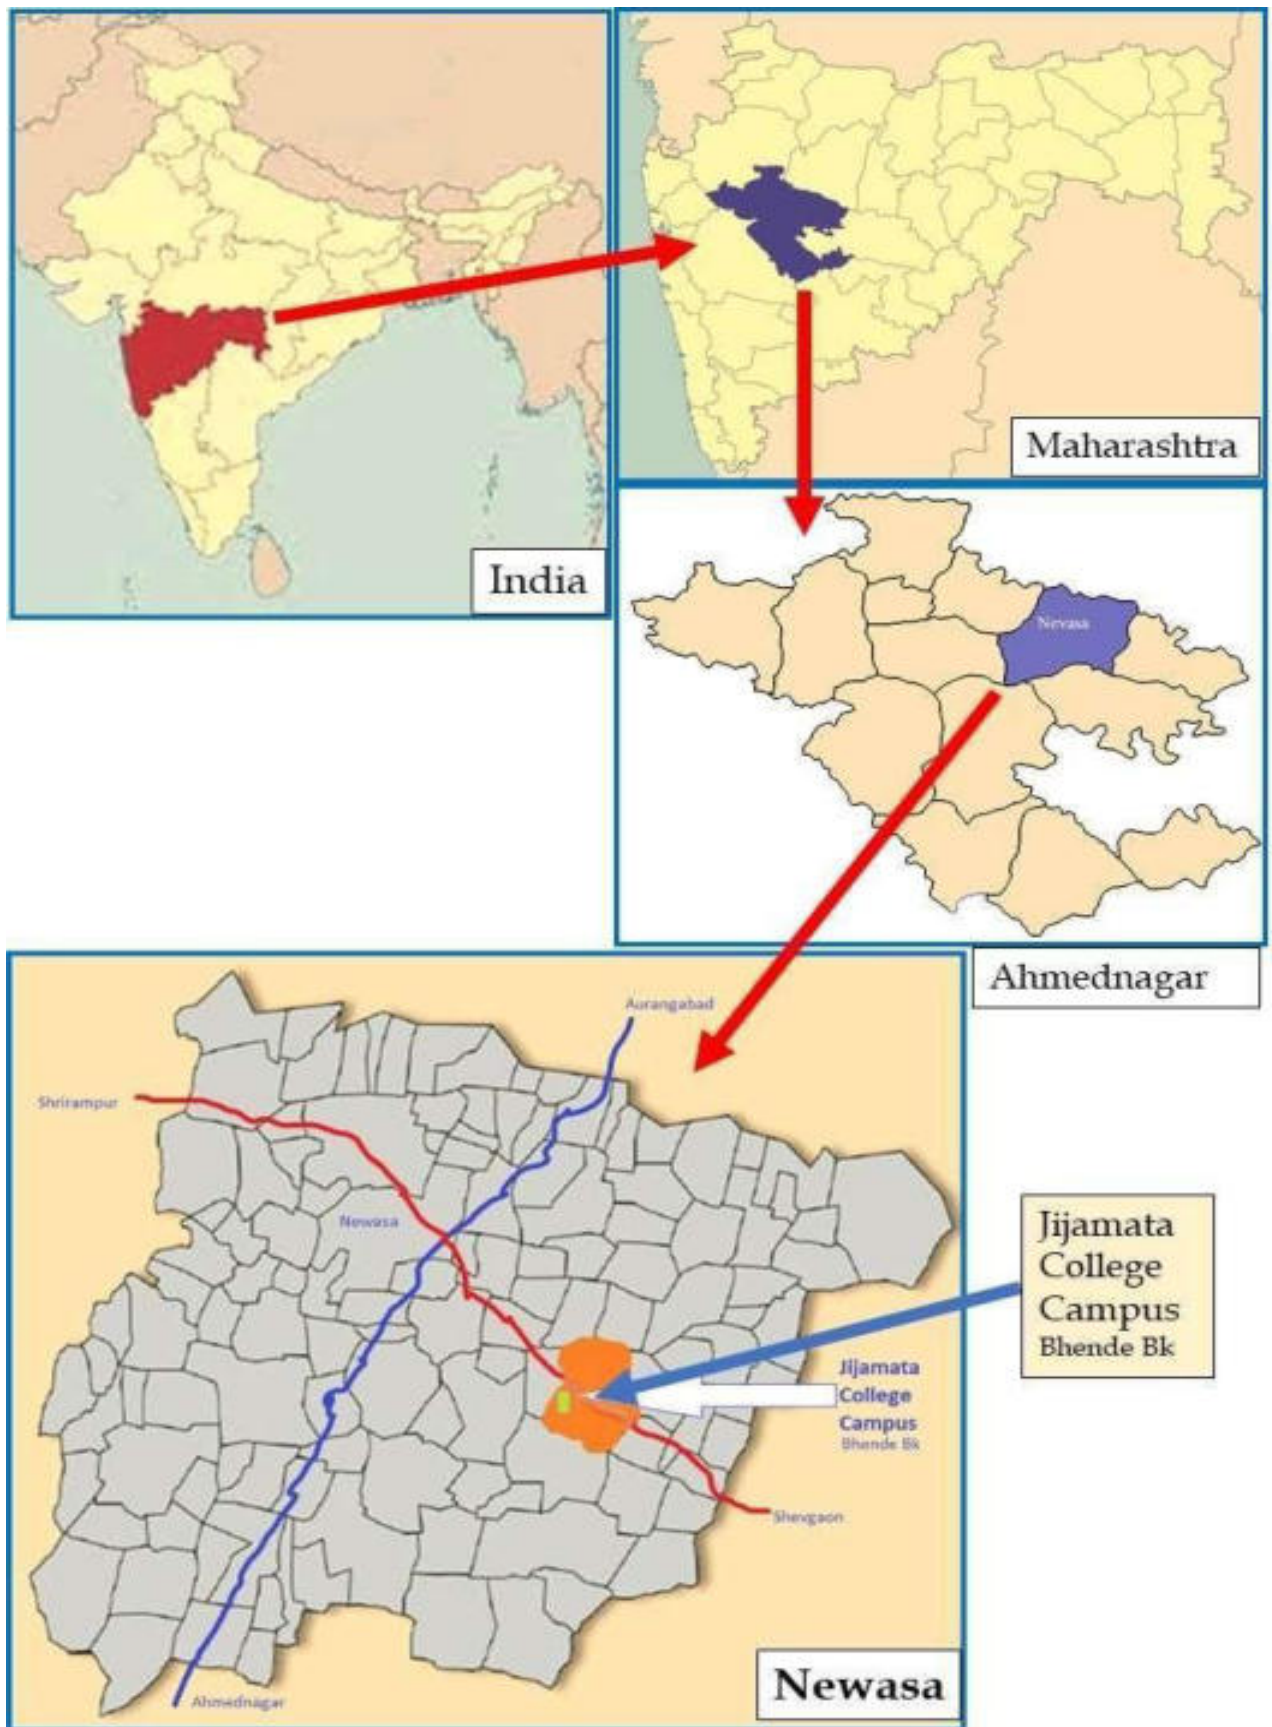 India
Maharashtra
Nevasa
Ahmednagar
Aurangabad
Shrirampur
Newasa
Jijamata
College
Campus
Bhende Bk
Jijamata
College
Campus
Bhende Bk
Shevgaon
Ahmednagar
Newasa